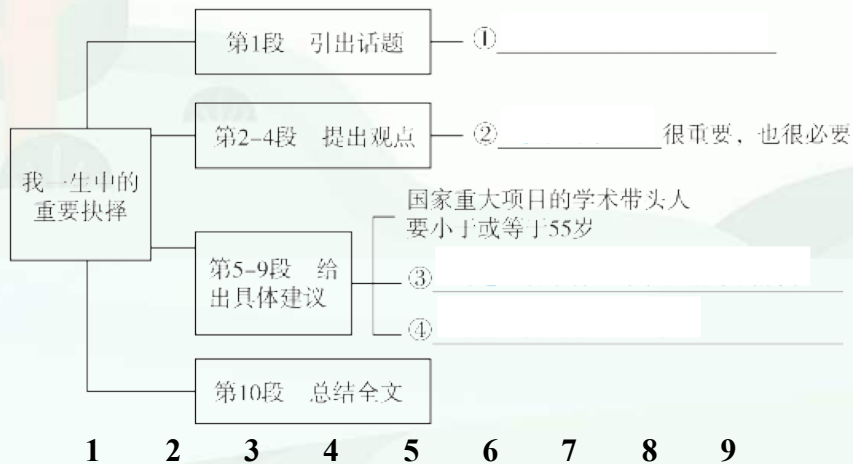 第1段 引出话题
①
第2-4段 提出观点
②很重要，也很必要
我一生中的
重要抉择
国家重大项目的学术带头人
要小于或等于55岁
第5-9段 给
出具体建议
③
④
第10段 总结全文
1 2 3 4 5 6 7 8 9